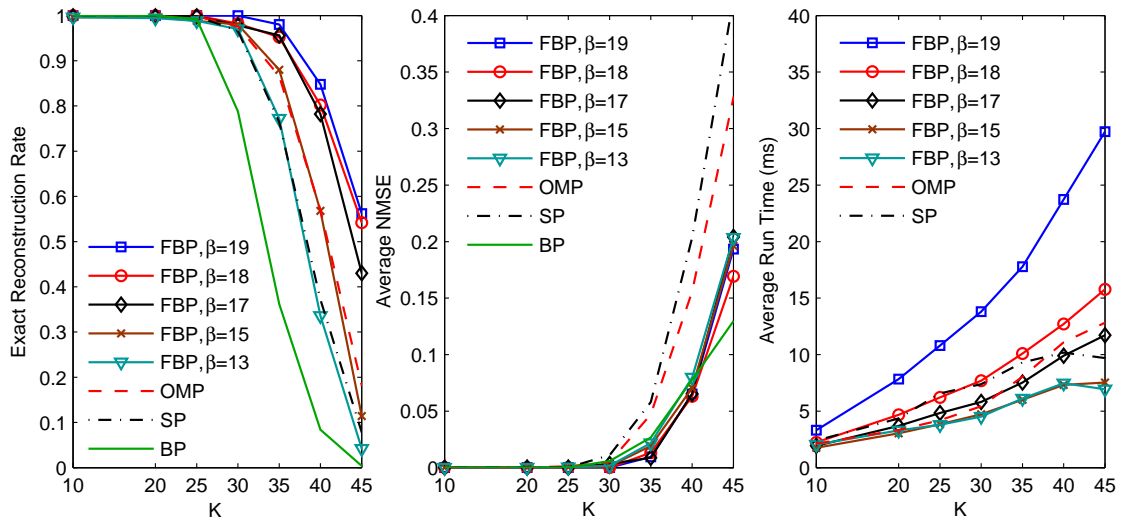 Exact Reconstruction Rate
1
0.9
0.8
0.7
0.6
0.5
0.4
0.3
0.2
0.1
0
FBP, β=19
FBP, β=18
FBP, β=17
FBP, β=15
FBP, β=13
OMP
SP
BP
10 20 25 30 35 40 45
K
Average NMSE
0.4
0.35
0.3
0.25
0.2
0.15
0.1
0.05
0
FBP, β=19
FBP, β=18
FBP, β=17
FBP, β=15
FBP, β=13
OMP
SP
BP
10 20 25 30 35 40 45
K
Average Run Time (ms)
40
35
30
25
20
15
10
5
0
FBP, β=19
FBP, β=18
FBP, β=17
FBP, β=15
FBP, β=13
OMP
SP
10 20 25 30 35 40 45
K